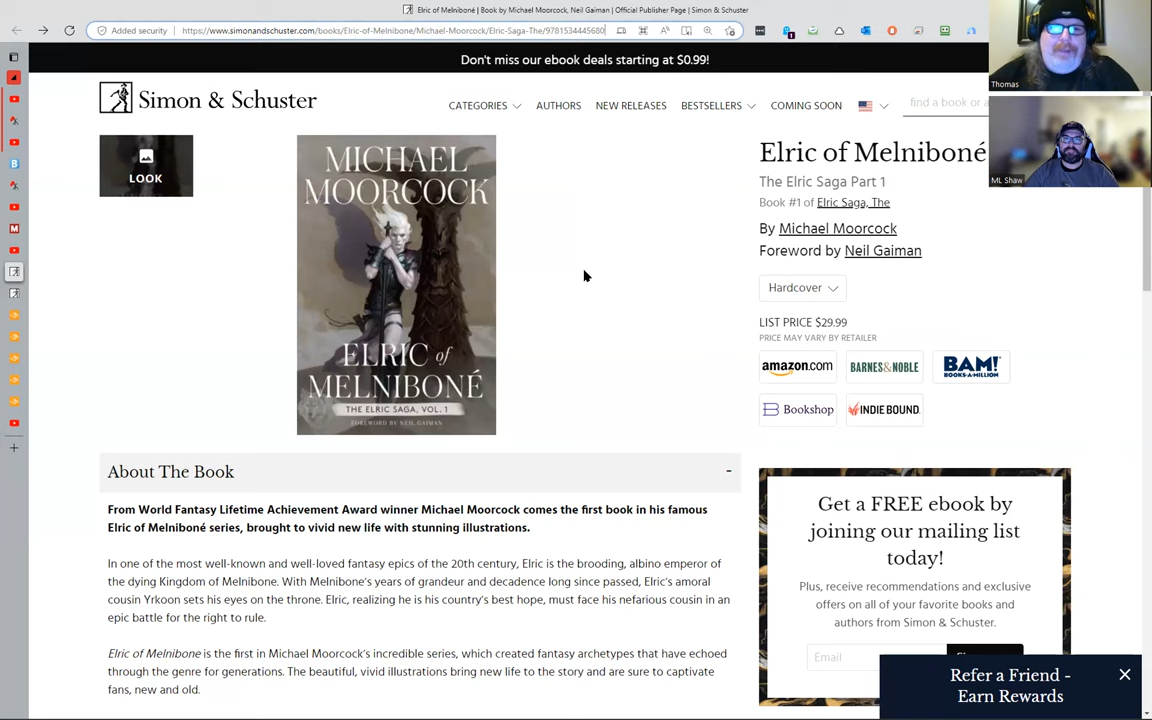 Elric of Melniboné | Book by Michael Moorcock, Neil Gaiman | Official Publisher Page | Simon & Schuster
Added security
https://www.simonandschuster.com/books/Elric-of-Melnibone/Michael-Moorcock/Elric-Saga-The/9781534445680
Thomas
ML Shaw
Don't miss our ebook deals starting at $0.99!
Simon & Schuster
CATEGORIES AUTHORS NEW RELEASES BESTSELLERS COMING SOON
find a book or a
LOOK
MICHAEL
MOORCOCK
ELRIC of
MELNIBONÉ
THE ELRIC SAGA, VOL. 1
FOREWORD BY NEIL GAIMAN
Elric of Melniboné
The Elric Saga Part 1
Book #1 of Elric Saga, The
By Michael Moorcock
Foreword by Neil Gaiman
Hardcover
LIST PRICE $29.99
PRICE MAY VARY BY RETAILER
amazon.com BARNES&NOBLE BAM!
BOOKS·A·MILLION
Bookshop INDIE BOUND
About The Book -
From World Fantasy Lifetime Achievement Award winner Michael Moorcock comes the first book in his famous
Elric of Melniboné series, brought to vivid new life with stunning illustrations.
In one of the most well-known and well-loved fantasy epics of the 20th century, Elric is the brooding, albino emperor of
the dying Kingdom of Melnibone. With Melnibone's years of grandeur and decadence long since passed, Elric's amoral
cousin Yrkoon sets his eyes on the throne. Elric, realizing he is his country's best hope, must face his nefarious cousin in an
epic battle for the right to rule.
Elric of Melnibone is the first in Michael Moorcock's incredible series, which created fantasy archetypes that have echoed
through the genre for generations. The beautiful, vivid illustrations bring new life to the story and are sure to captivate
fans, new and old.
Get a FREE ebook by
joining our mailing list
today!
Plus, receive recommendations and exclusive
offers on all of your favorite books and
authors from Simon & Schuster.
Email
Refer a Friend -
Earn Rewards